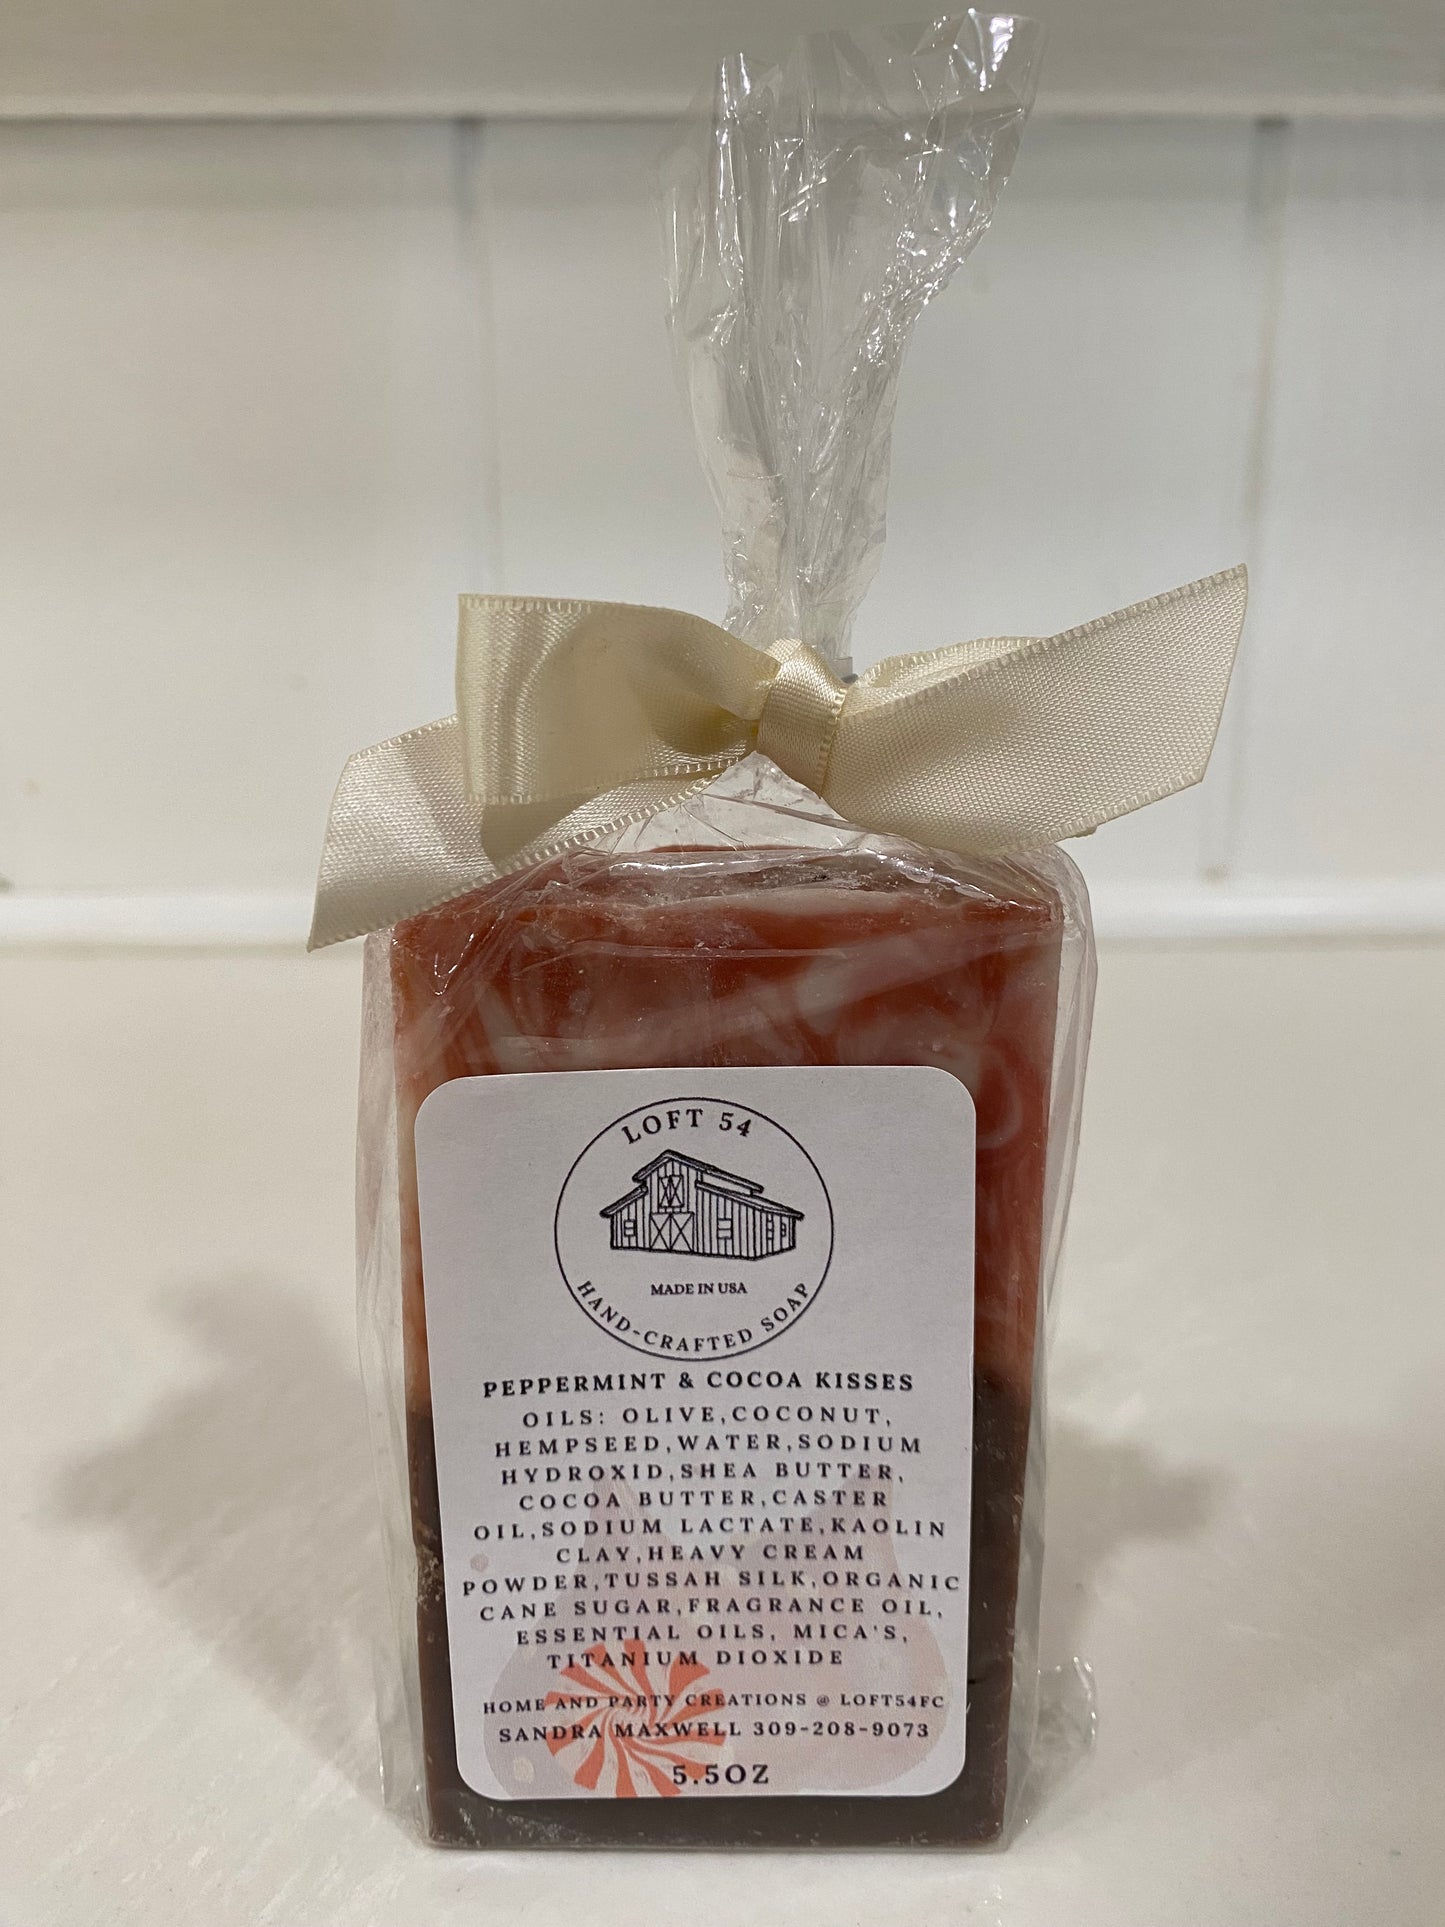 LOFT 54
MADE IN USA
HAND-CRAFTED SOAP
PEPPERMINT & COCOA KISSES
OILS: OLIVE,COCONUT,
HEMPSEED,WATER,SODIUM
HYDROXID,SHEA BUTTER,
COCOA BUTTER,CASTER
OIL,SODIUM LACTATE,KAOLIN
CLAY,HEAVY CREAM
POWDER,TUSSAH SILK,ORGANIC
CANE SUGAR,FRAGRANCE OIL,
ESSENTIAL OILS, MICA'S,
TITANIUM DIOXIDE
HOME AND PARTY CREATIONS @ LOFT54FC
SANDRA MAXWELL 309-208-9073
5.5OZ